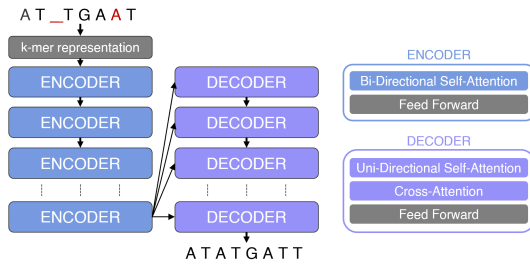 A T _ T G A A T
k-mer representation
ENCODER
ENCODER
ENCODER
ENCODER
DECODER
DECODER
DECODER
DECODER
A T A T G A T T
ENCODER
Bi-Directional Self-Attention
Feed Forward
DECODER
Uni-Directional Self-Attention
Cross-Attention
Feed Forward